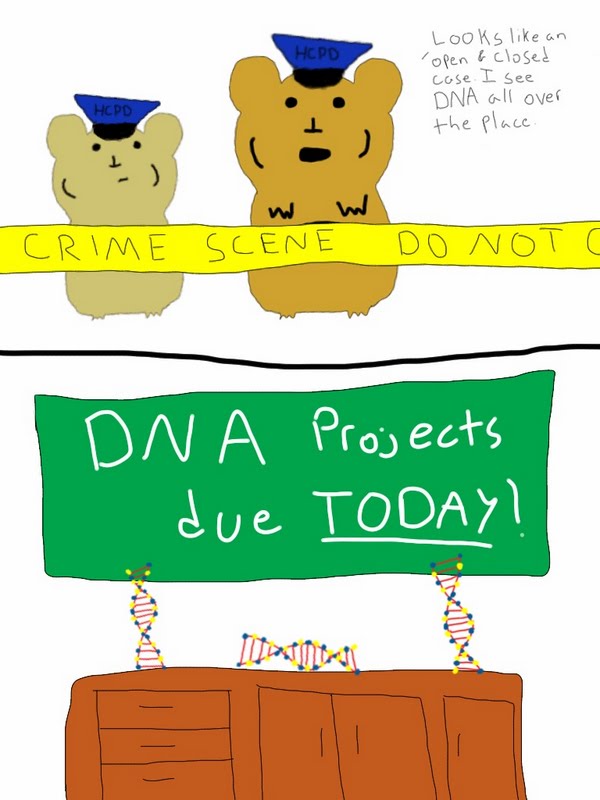 HCPD
HCPD
Looks like an
open & closed
case. I see
DNA all over
the place.
CRIME SCENE DO NOT C
DNA Projects
due TODAY!